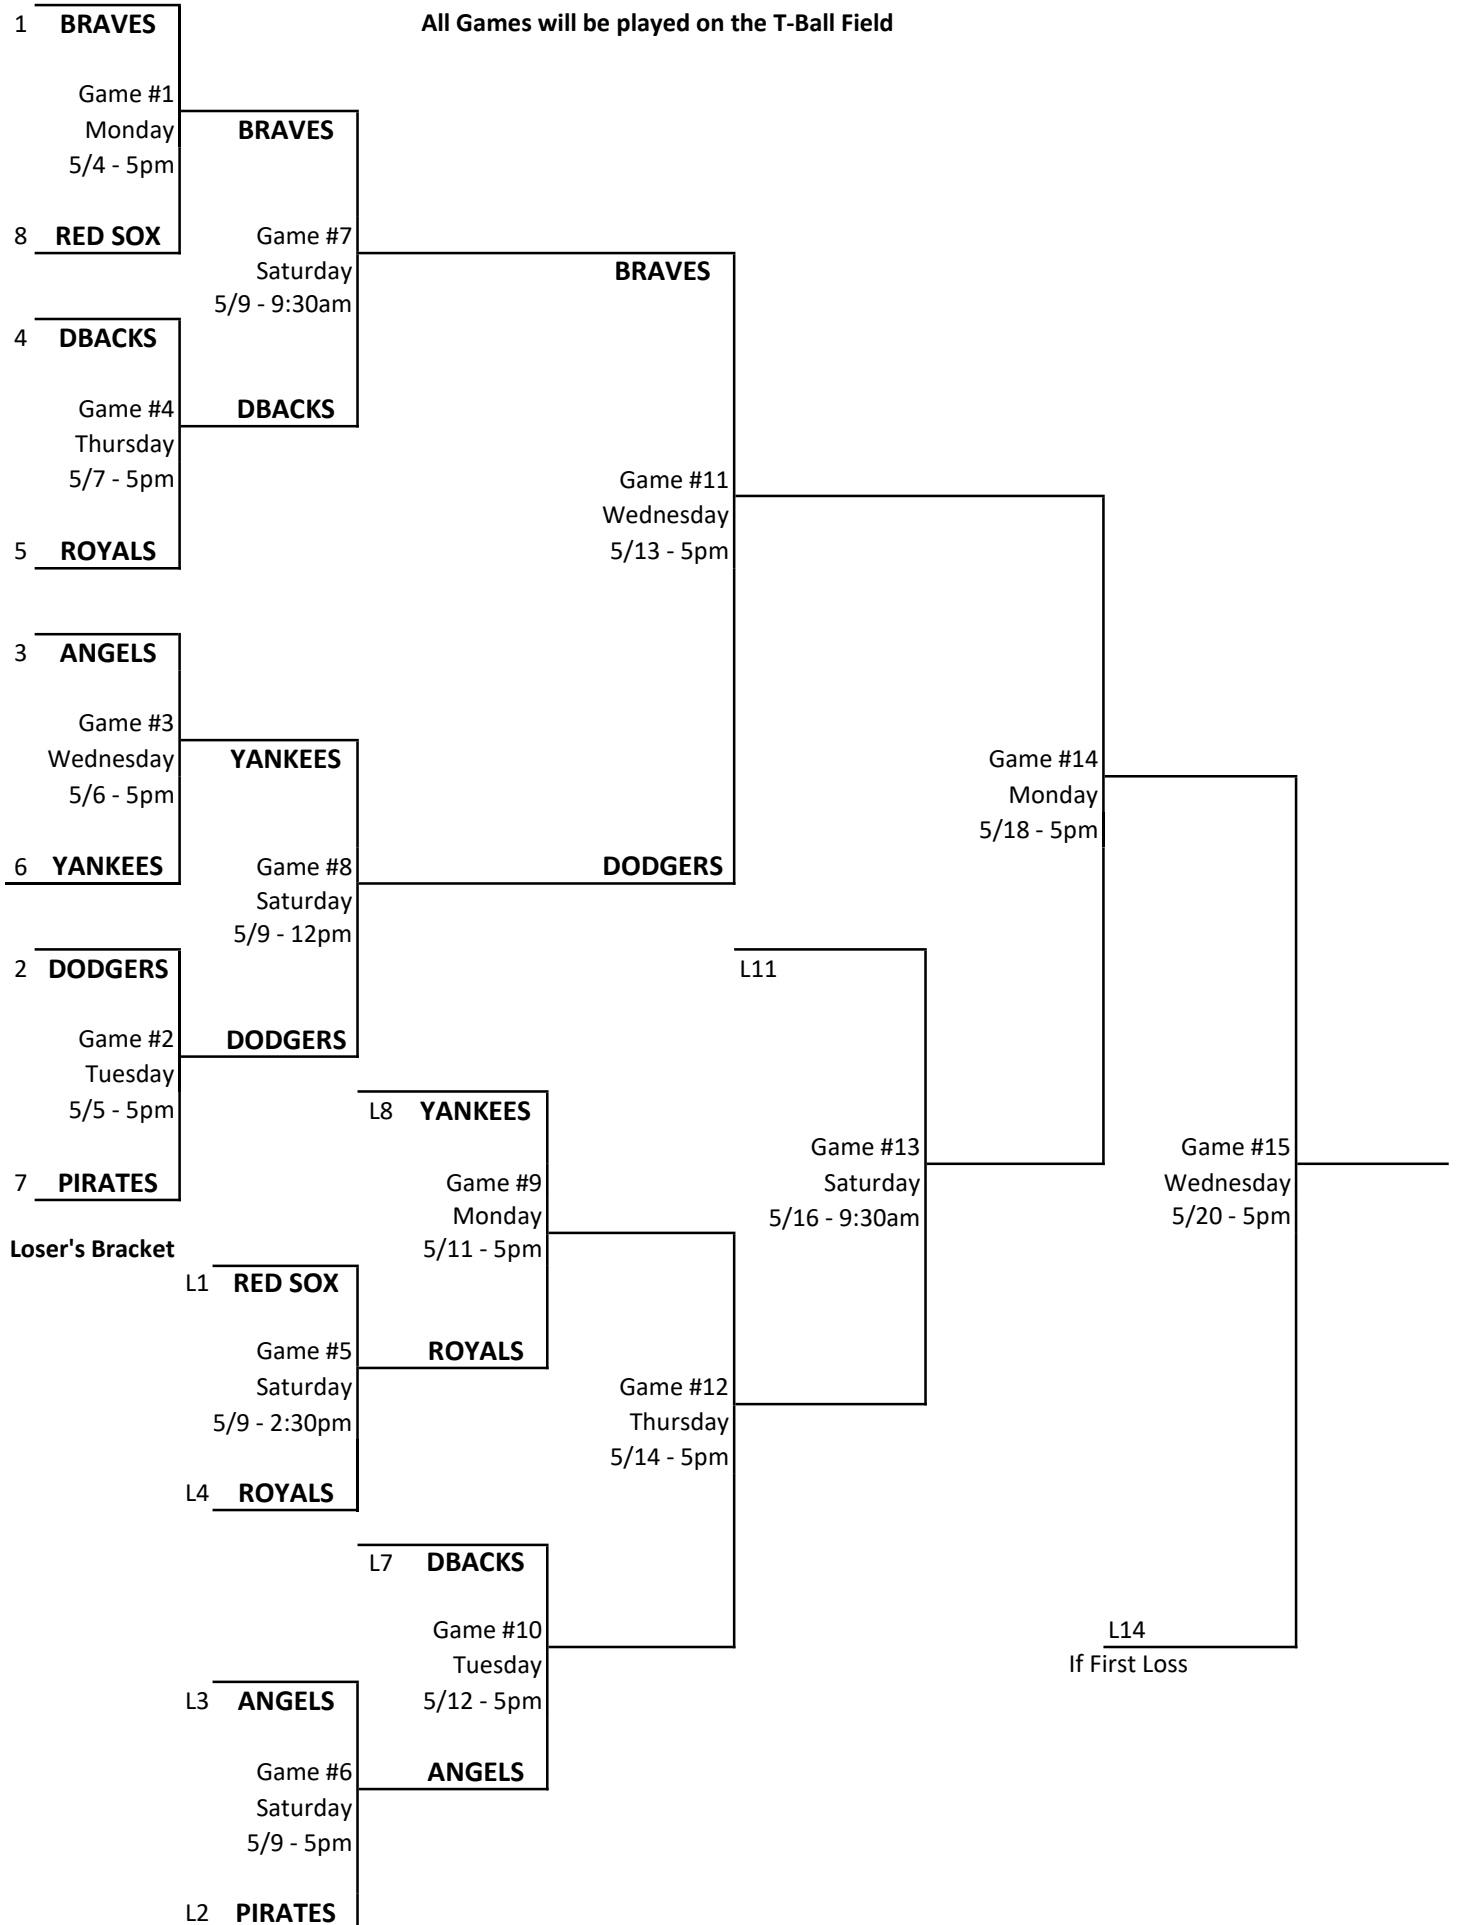 All Games will be played on the T-Ball Field
1 BRAVES
Game #1
Monday
5/4 - 5pm
8 RED SOX
BRAVES
Game #7
Saturday
5/9 - 9:30am
4 DBACKS
Game #4
Thursday
5/7 - 5pm
5 ROYALS
DBACKS
BRAVES
Game #11
Wednesday
5/13 - 5pm
3 ANGELS
Game #3
Wednesday
5/6 - 5pm
6 YANKEES
YANKEES
Game #8
Saturday
5/9 - 12pm
DODGERS
2 DODGERS
Game #2
Tuesday
5/5 - 5pm
7 PIRATES
DODGERS
Game #14
Monday
5/18 - 5pm
L11
Game #13
Saturday
5/16 - 9:30am
Game #15
Wednesday
5/20 - 5pm
L8 YANKEES
Game #9
Monday
5/11 - 5pm
Loser's Bracket
L1 RED SOX
Game #5
Saturday
5/9 - 2:30pm
L4 ROYALS
ROYALS
Game #12
Thursday
5/14 - 5pm
L7 DBACKS
Game #10
Tuesday
5/12 - 5pm
L14
If First Loss
L3 ANGELS
Game #6
Saturday
5/9 - 5pm
L2 PIRATES
ANGELS